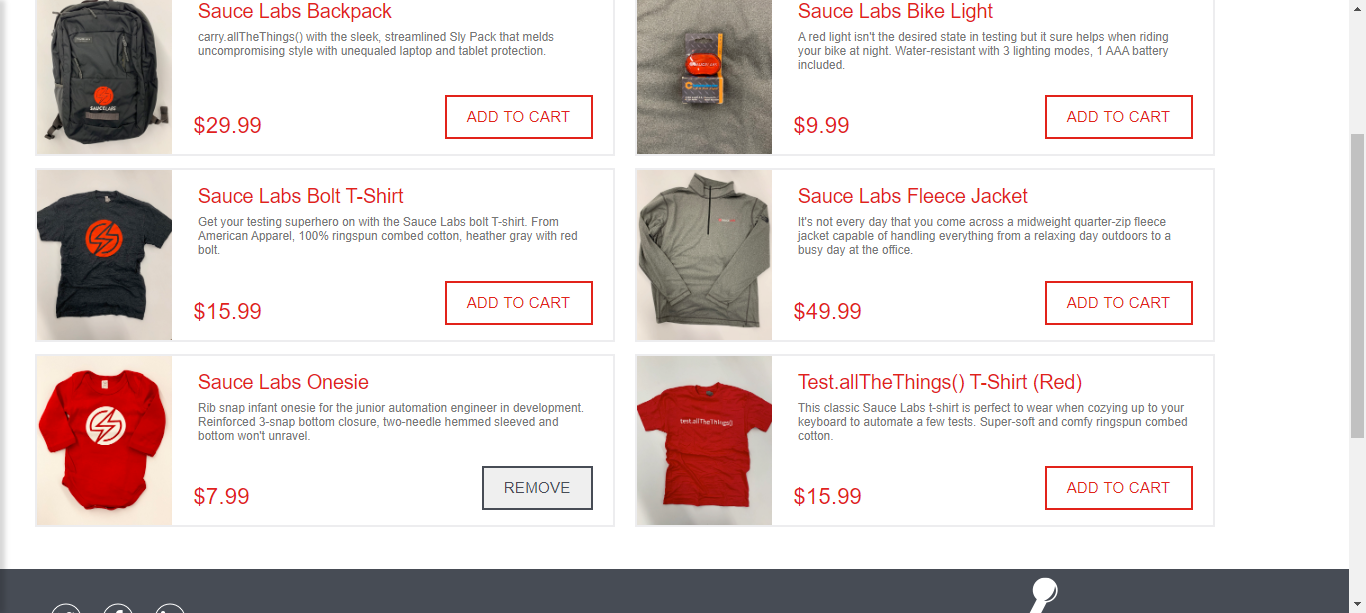 Sauce Labs Backpack
carry.allTheThings() with the sleek, streamlined Sly Pack that melds
uncompromising style with unequaled laptop and tablet protection.
$29.99
ADD TO CART
SAUCELABS
Sauce Labs Bike Light
A red light isn't the desired state in testing but it sure helps when riding
your bike at night. Water-resistant with 3 lighting modes, 1 AAA battery
included.
$9.99
ADD TO CART
Sauce Labs Bolt T-Shirt
Get your testing superhero on with the Sauce Labs bolt T-shirt. From
American Apparel, 100% ringspun combed cotton, heather gray with red
bolt.
$15.99
ADD TO CART
Sauce Labs Fleece Jacket
It's not every day that you come across a midweight quarter-zip fleece
jacket capable of handling everything from a relaxing day outdoors to a
busy day at the office.
$49.99
ADD TO CART
Sauce Labs Onesie
Rib snap infant onesie for the junior automation engineer in development.
Reinforced 3-snap bottom closure, two-needle hemmed sleeved and
bottom won't unravel.
$7.99
REMOVE
test.allTheThings()
Test.allTheThings() T-Shirt (Red)
This classic Sauce Labs t-shirt is perfect to wear when cozying up to your
keyboard to automate a few tests. Super-soft and comfy ringspun combed
cotton.
$15.99
ADD TO CART